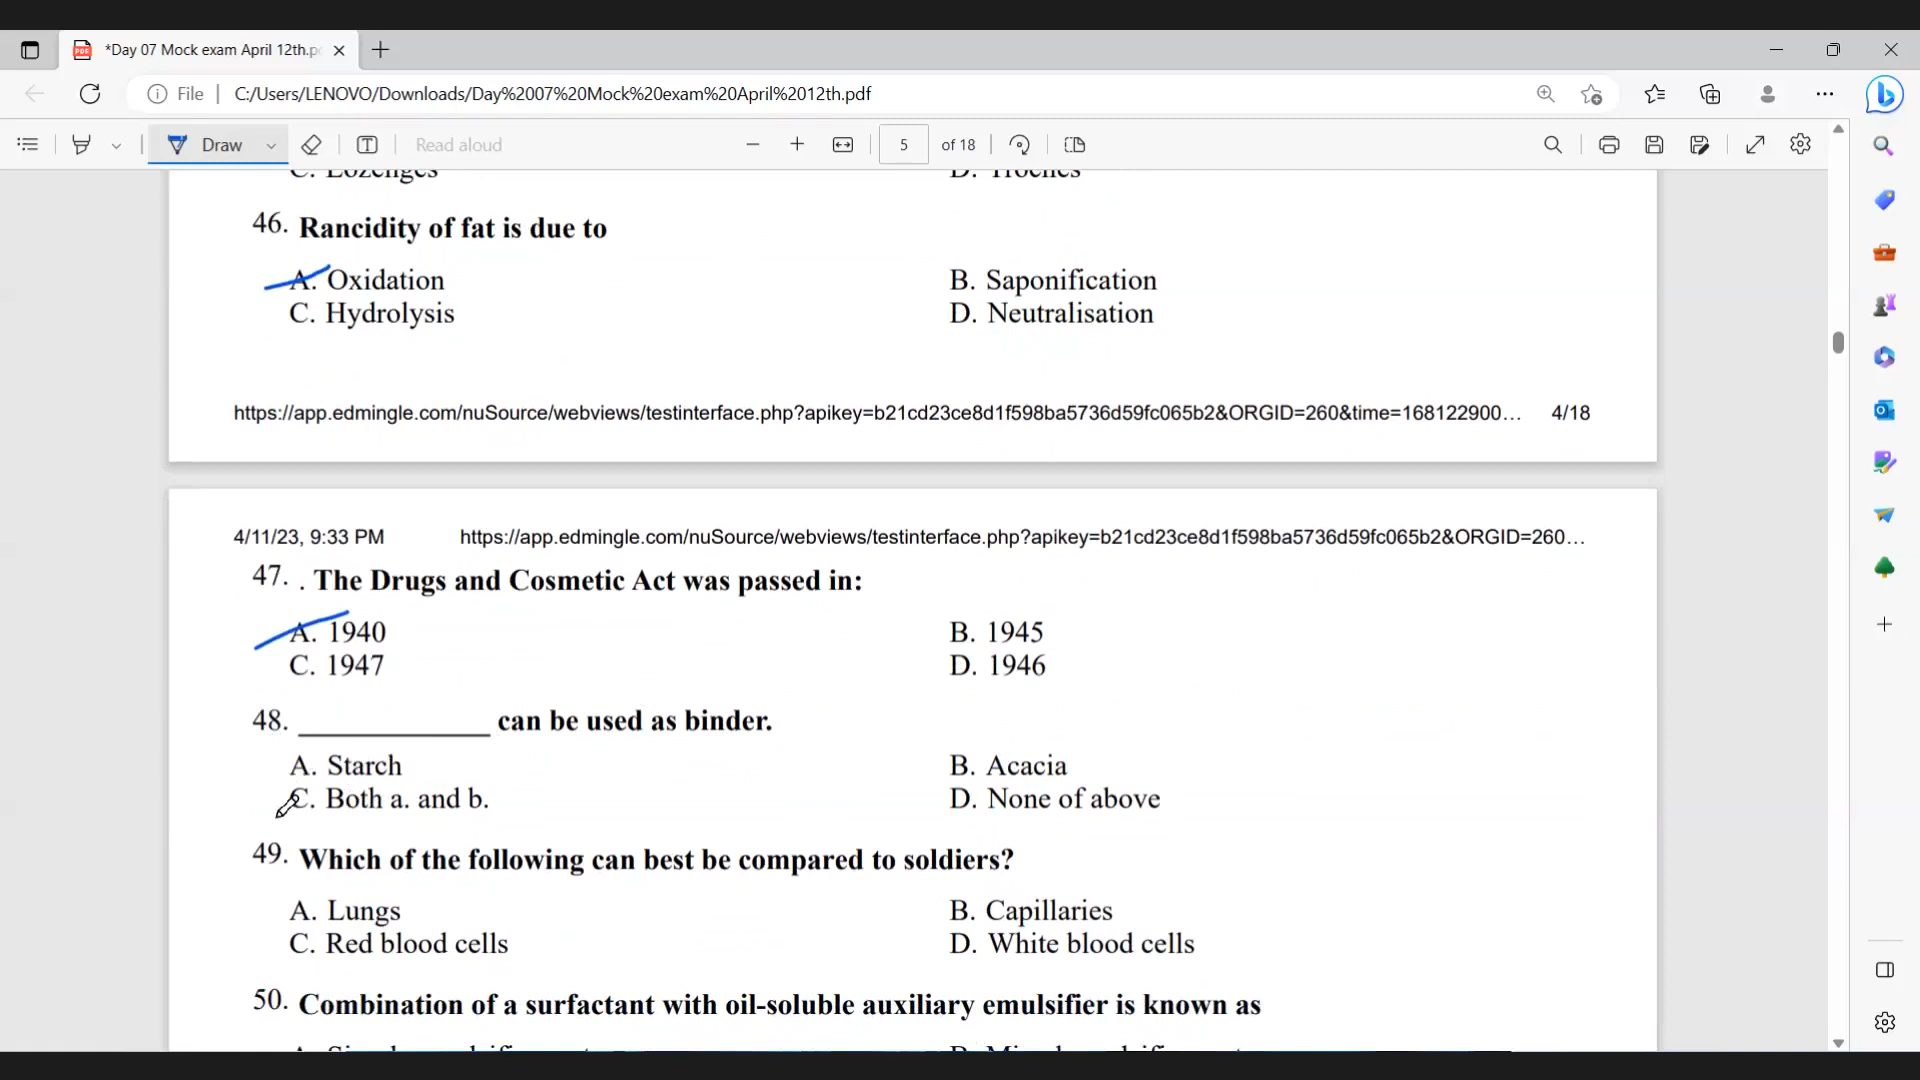 *Day 07 Mock exam April 12th.p
File
C:/Users/LENOVO/Downloads/Day%2007%20Mock%20exam%20April%2012th.pdf
Draw
Read aloud
5
of 18
C. Lozenges
D. Troches
46. Rancidity of fat is due to
A. Oxidation
B. Saponification
C. Hydrolysis
D. Neutralisation
https://app.edmingle.com/nuSource/webviews/testinterface.php?apikey=b21cd23ce8d1f598ba5736d59fc065b2&ORGID=260&time=168122900… 4/18
4/11/23, 9:33 PM
https://app.edmingle.com/nuSource/webviews/testinterface.php?apikey=b21cd23ce8d1f598ba5736d59fc065b2&ORGID=260…
47. . The Drugs and Cosmetic Act was passed in:
A. 1940
B. 1945
C. 1947
D. 1946
48. _____________ can be used as binder.
A. Starch
B. Acacia
C. Both a. and b.
D. None of above
49. Which of the following can best be compared to soldiers?
A. Lungs
B. Capillaries
C. Red blood cells
D. White blood cells
50. Combination of a surfactant with oil-soluble auxiliary emulsifier is known as